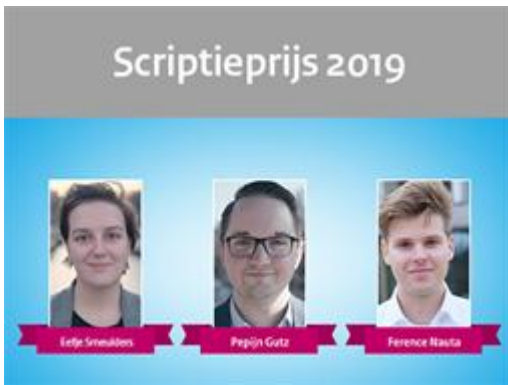 Scriptieprijs 2019
Eefje Smeulders
Pepijn Gutz
Ference Nauta